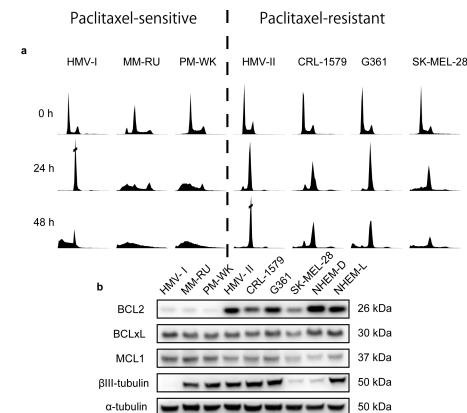 Paclitaxel-sensitive Paclitaxel-resistant
a
HMV-I MM-RU PM-WK HMV-II CRL-1579 G361 SK-MEL-28
0 h
24 h
48 h
b
HMV- I MM-RU PM-WK HMV- II CRL-1579 G361 SK-MEL-28 NHEM-D NHEM-L
BCL2 26 kDa
BCLxL 30 kDa
MCL1 37 kDa
βIII-tubulin 50 kDa
α-tubulin 50 kDa